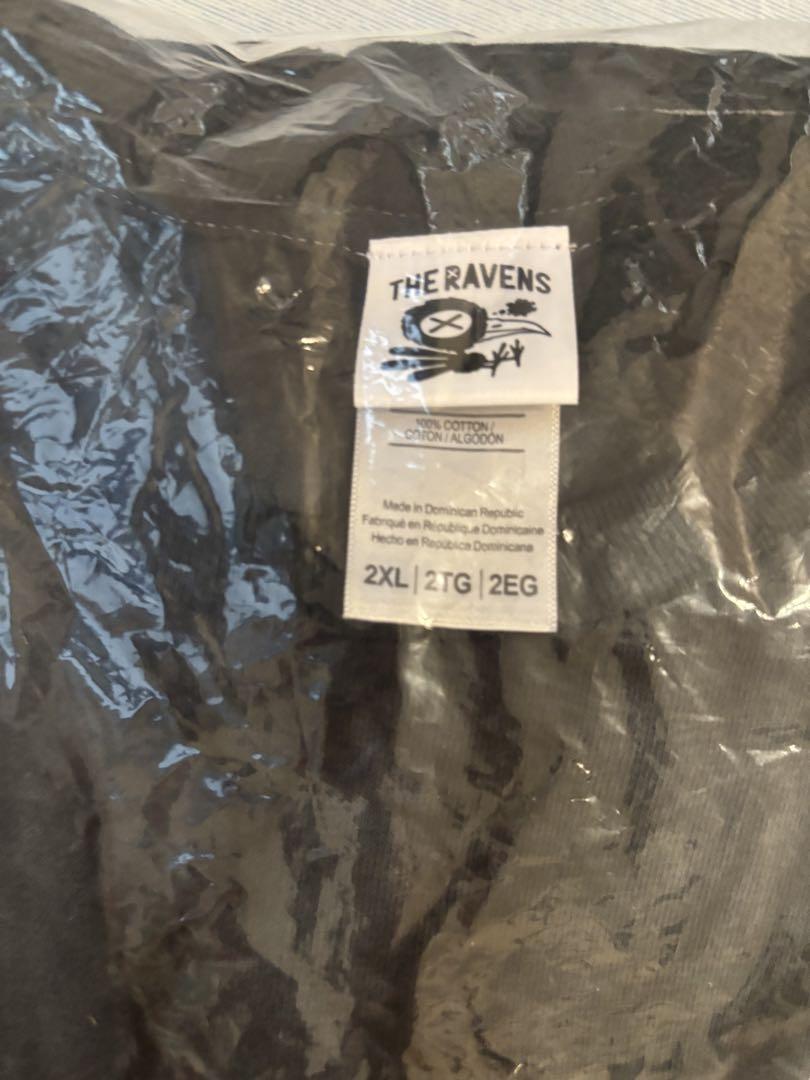 THE RAVENS
100% COTTON /
COTON / ALGODÓN
Made in Dominican Republic
Fabriqué en République Dominicaine
Hecho en República Dominicana
2XL | 2TG | 2EG